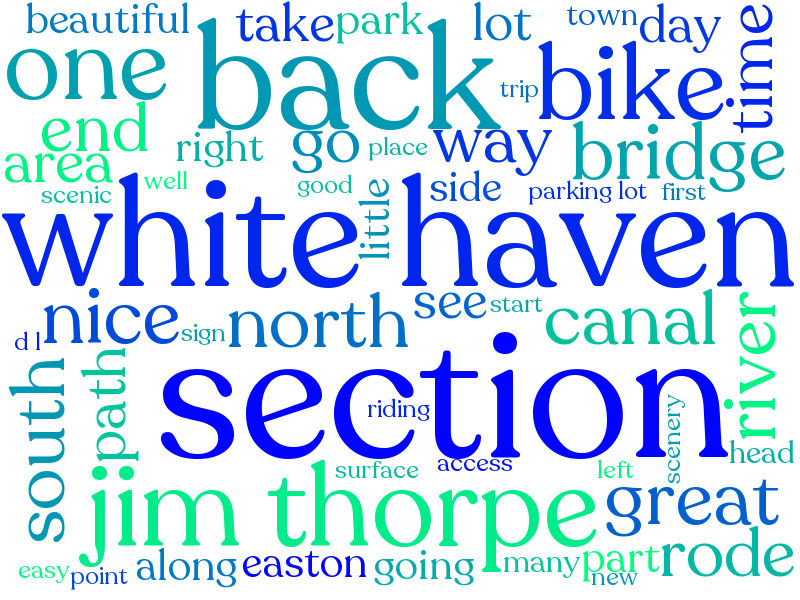 beautiful
take
park
lot
town
day
time
one
back
trip
bike
end
right
go
place
way
bridge
area
scenic
well
good
little
side
parking lot
first
white haven
nice
d l
sign
north
see
start
canal
river
south
path
section
riding
scenery
jim thorpe
surface
access
left
head
great
easy
point
along
easton
going
many
part
new
rode